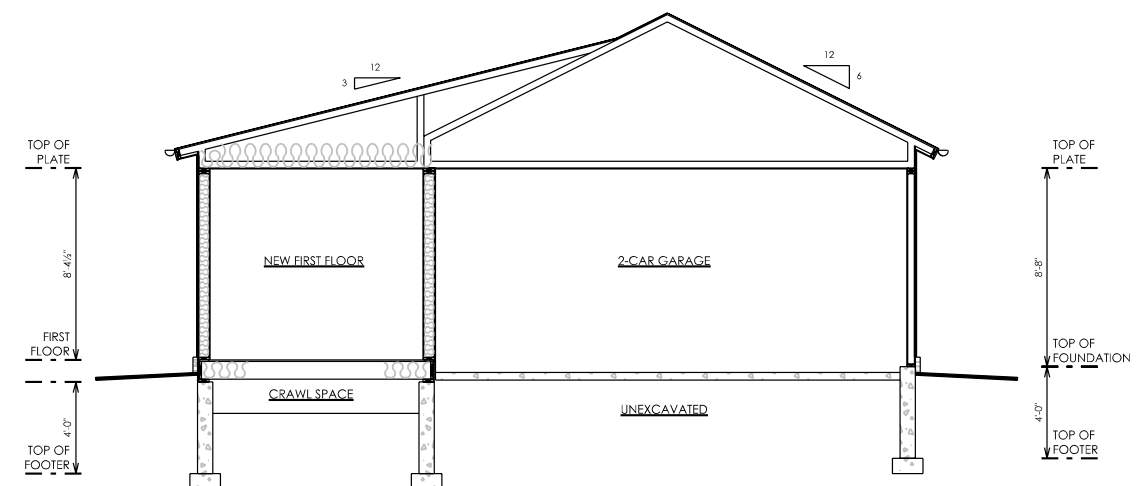 12
3
12
6
TOP OF
PLATE
TOP OF
PLATE
8'-4½"
NEW FIRST FLOOR
2-CAR GARAGE
8'-8"
FIRST
FLOOR
TOP OF
FOUNDATION
CRAWL SPACE
UNEXCAVATED
4'-0"
4'-0"
TOP OF
FOOTER
TOP OF
FOOTER